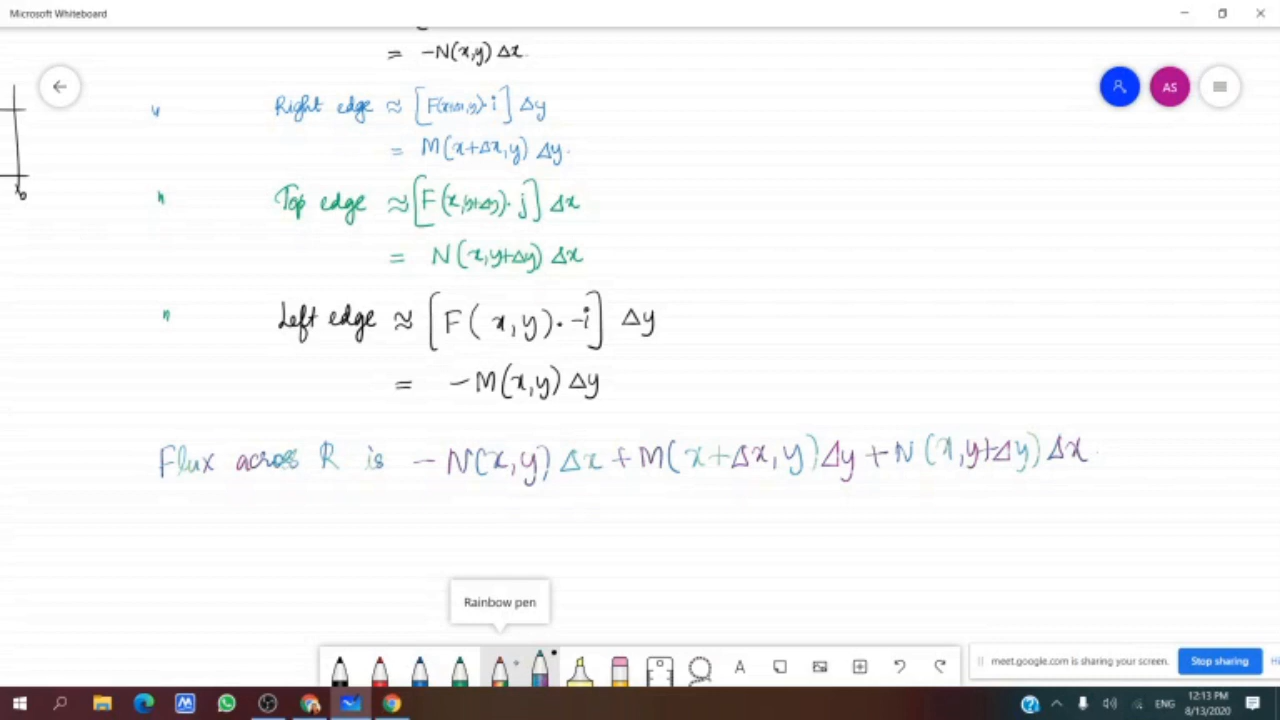 Microsoft Whiteboard
= -N(x,y) Δx
AS
" Right edge ≈ [F(x+Δx,y)·i] Δy
= M(x+Δx,y) Δy.
x₀
" Top edge ≈ [F(x,y+Δy)·j] Δx
= N(x,y+Δy) Δx
" Left edge ≈ [F(x,y)·-i] Δy
= -M(x,y) Δy
Flux across R is -N(x,y) Δx + M(x+Δx,y) Δy + N(x,y+Δy) Δx
Rainbow pen
A
meet.google.com is sharing your screen. Stop sharing Hi
ENG
12:13 PM
8/13/2020